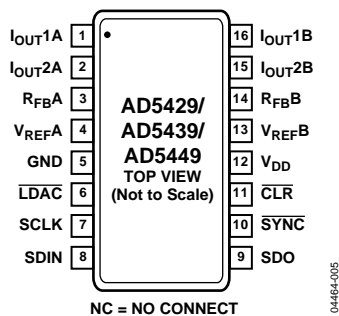 IOUT1A 1 16 IOUT1B
IOUT2A 2 15 IOUT2B
RFBA 3 14 RFBB
VREFA 4 13 VREFB
GND 5 12 VDD
LDAC 6 11 CLR
SCLK 7 10 SYNC
SDIN 8 9 SDO
AD5429/
AD5439/
AD5449
TOP VIEW
(Not to Scale)
NC = NO CONNECT
04464-005